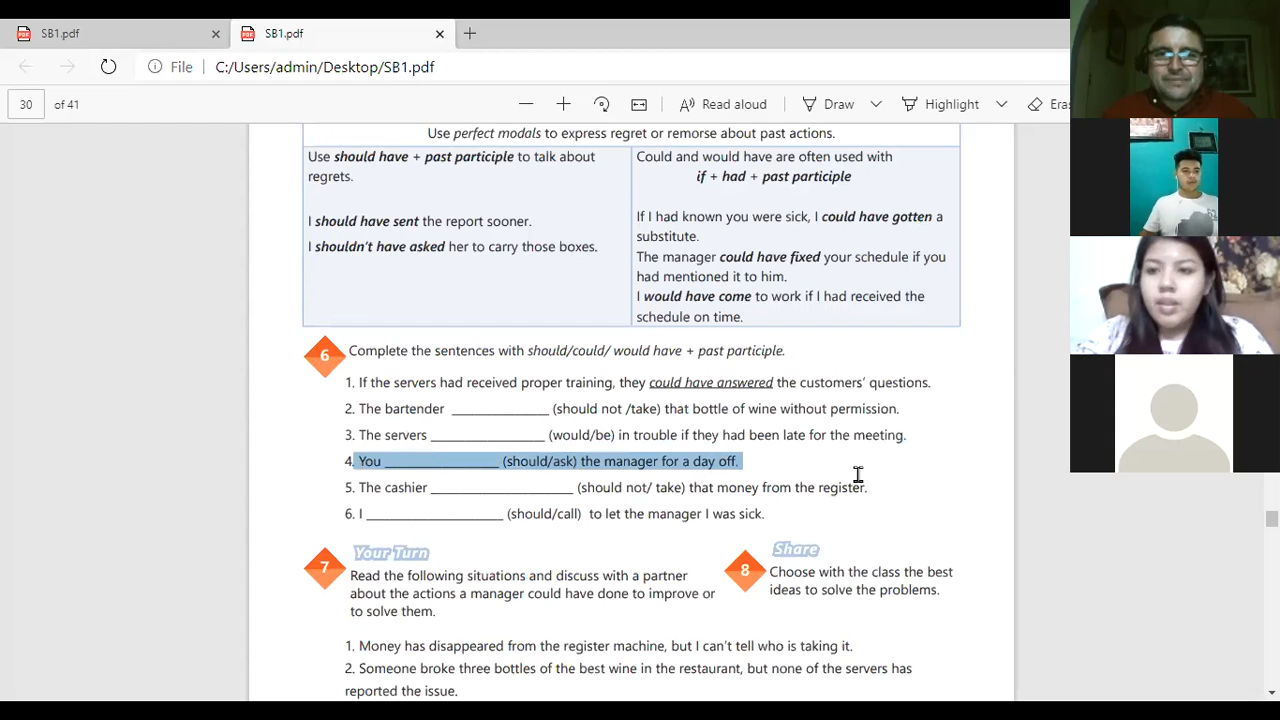 SB1.pdf
SB1.pdf
File C:/Users/admin/Desktop/SB1.pdf
30 of 41 Read aloud Draw Highlight Eras
Use perfect modals to express regret or remorse about past actions.
Use should have + past participle to talk about
regrets.
I should have sent the report sooner.
I shouldn't have asked her to carry those boxes.
Could and would have are often used with
if + had + past participle
If I had known you were sick, I could have gotten a
substitute.
The manager could have fixed your schedule if you
had mentioned it to him.
I would have come to work if I had received the
schedule on time.
6 Complete the sentences with should/could/ would have + past participle.
1. If the servers had received proper training, they could have answered the customers' questions.
2. The bartender ________________ (should not /take) that bottle of wine without permission.
3. The servers ___________________ (would/be) in trouble if they had been late for the meeting.
4. You ___________________ (should/ask) the manager for a day off.
5. The cashier ________________________ (should not/ take) that money from the register.
6. I _______________________ (should/call) to let the manager I was sick.
7 Your Turn
Read the following situations and discuss with a partner
about the actions a manager could have done to improve or
to solve them.
8 Share
Choose with the class the best
ideas to solve the problems.
1. Money has disappeared from the register machine, but I can't tell who is taking it.
2. Someone broke three bottles of the best wine in the restaurant, but none of the servers has
reported the issue.